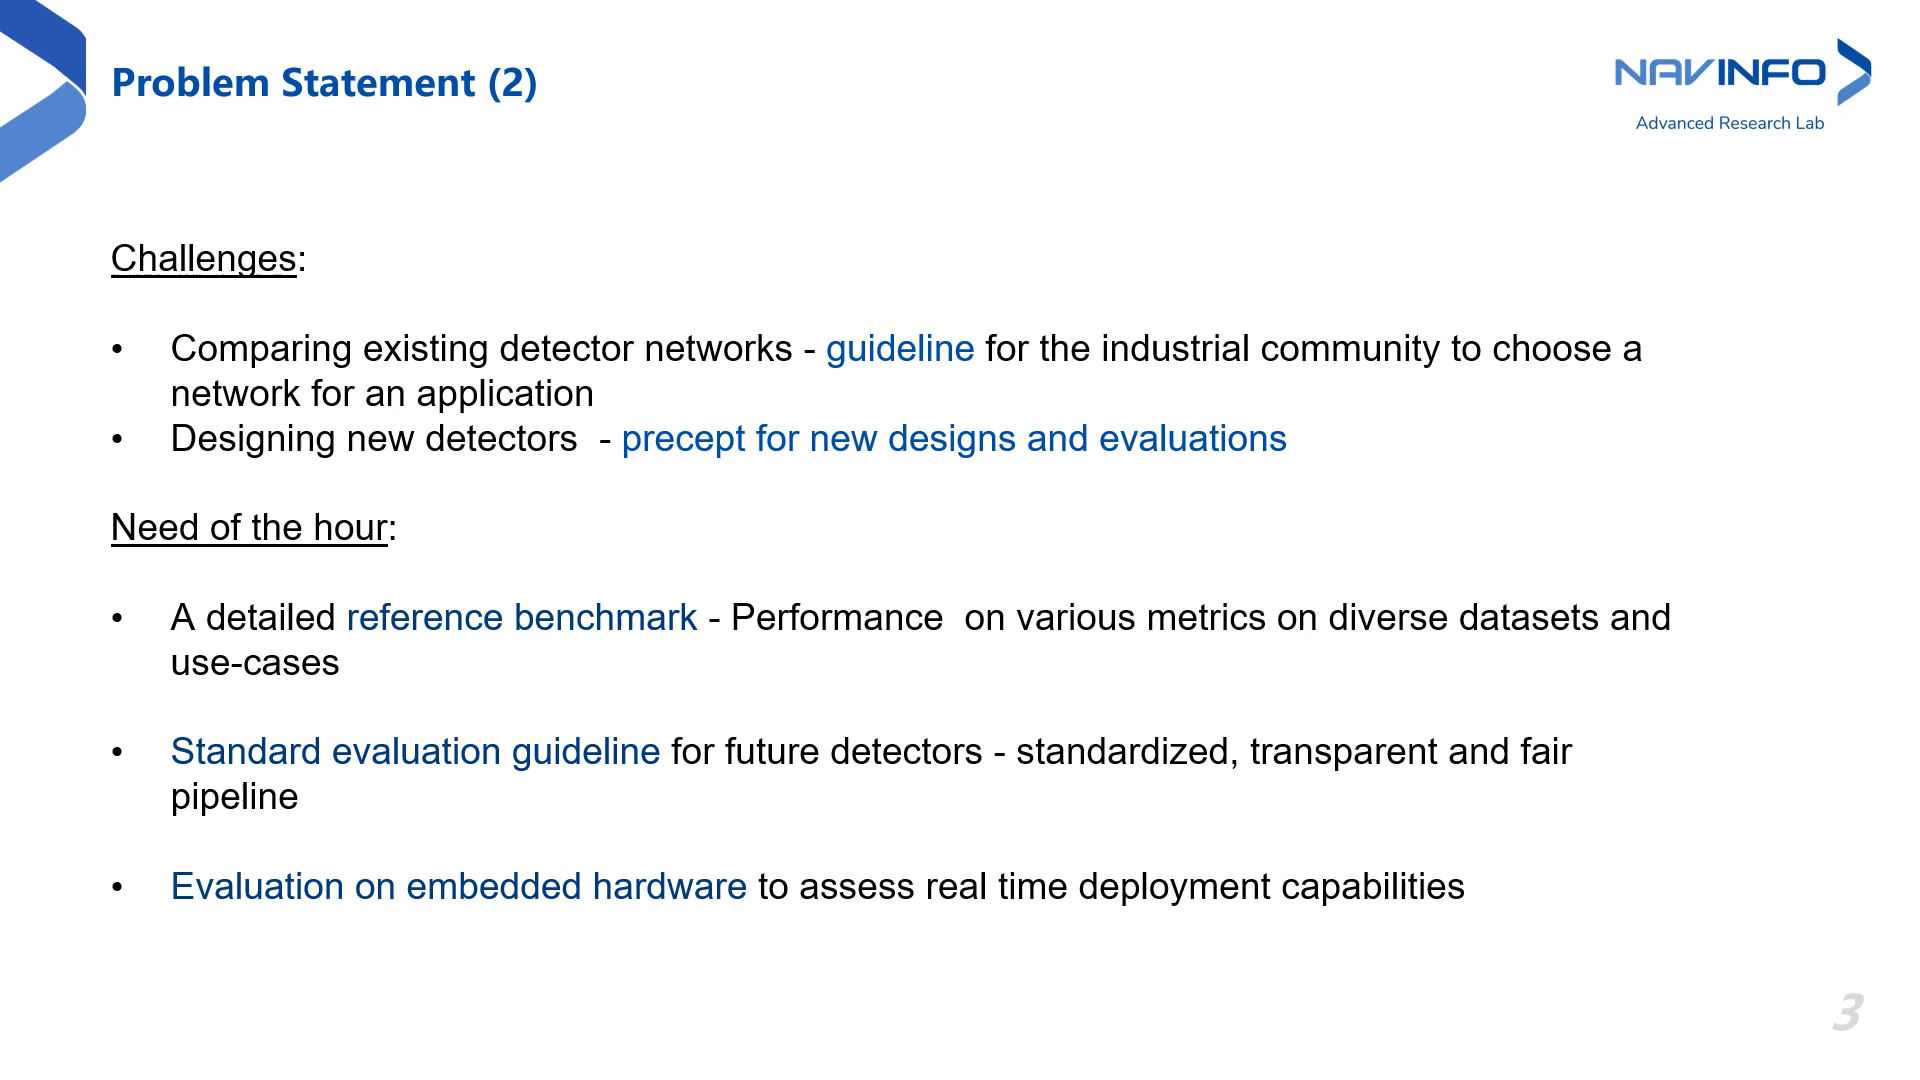 Problem Statement (2)
NAVINFO
Advanced Research Lab
Challenges:
• Comparing existing detector networks - guideline for the industrial community to choose a
network for an application
• Designing new detectors  - precept for new designs and evaluations
Need of the hour:
• A detailed reference benchmark - Performance  on various metrics on diverse datasets and
use-cases
• Standard evaluation guideline for future detectors - standardized, transparent and fair
pipeline
• Evaluation on embedded hardware to assess real time deployment capabilities
3